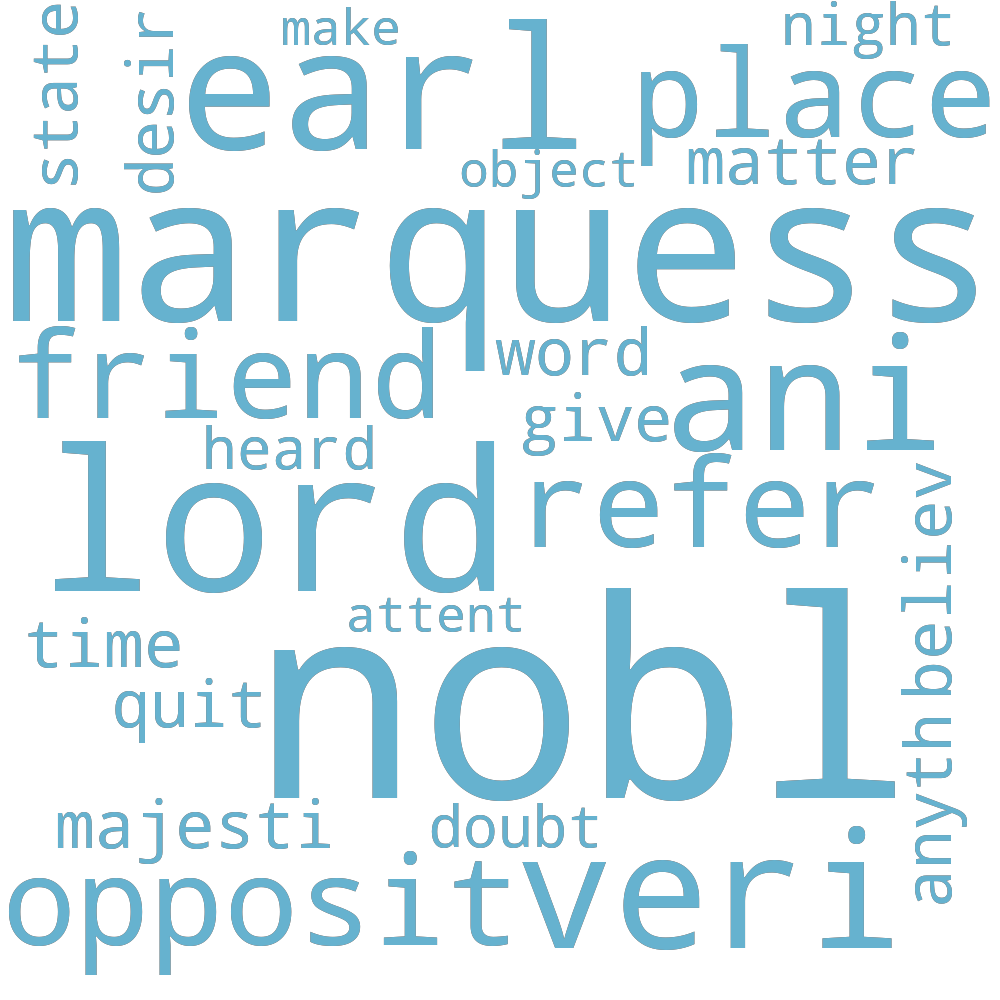 state
desir
make
earl
night
place
object
matter
marquess
friend
word
ani
give
heard
lord
refer
believ
attent
time
nobl
quit
anyth
majesti
doubt
opposit
veri